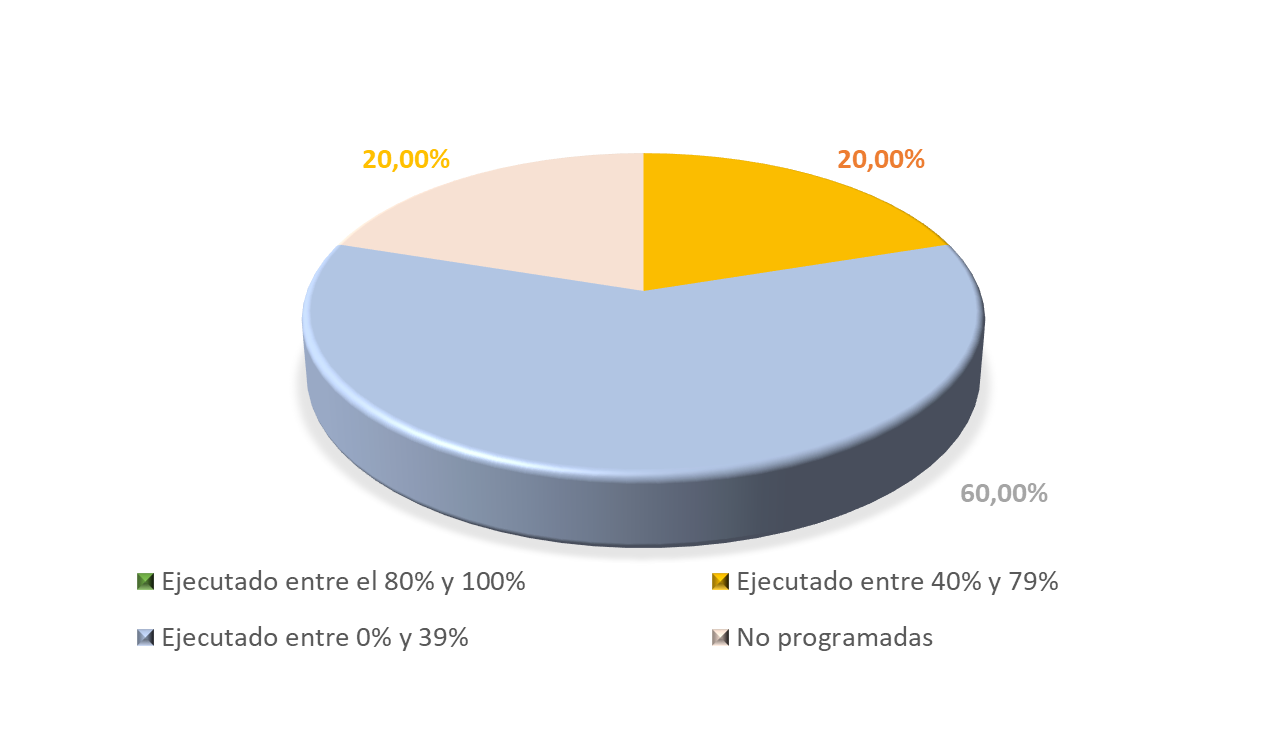 20,00%
20,00%
60,00%
Ejecutado entre el 80% y 100%
Ejecutado entre 40% y 79%
Ejecutado entre 0% y 39%
No programadas